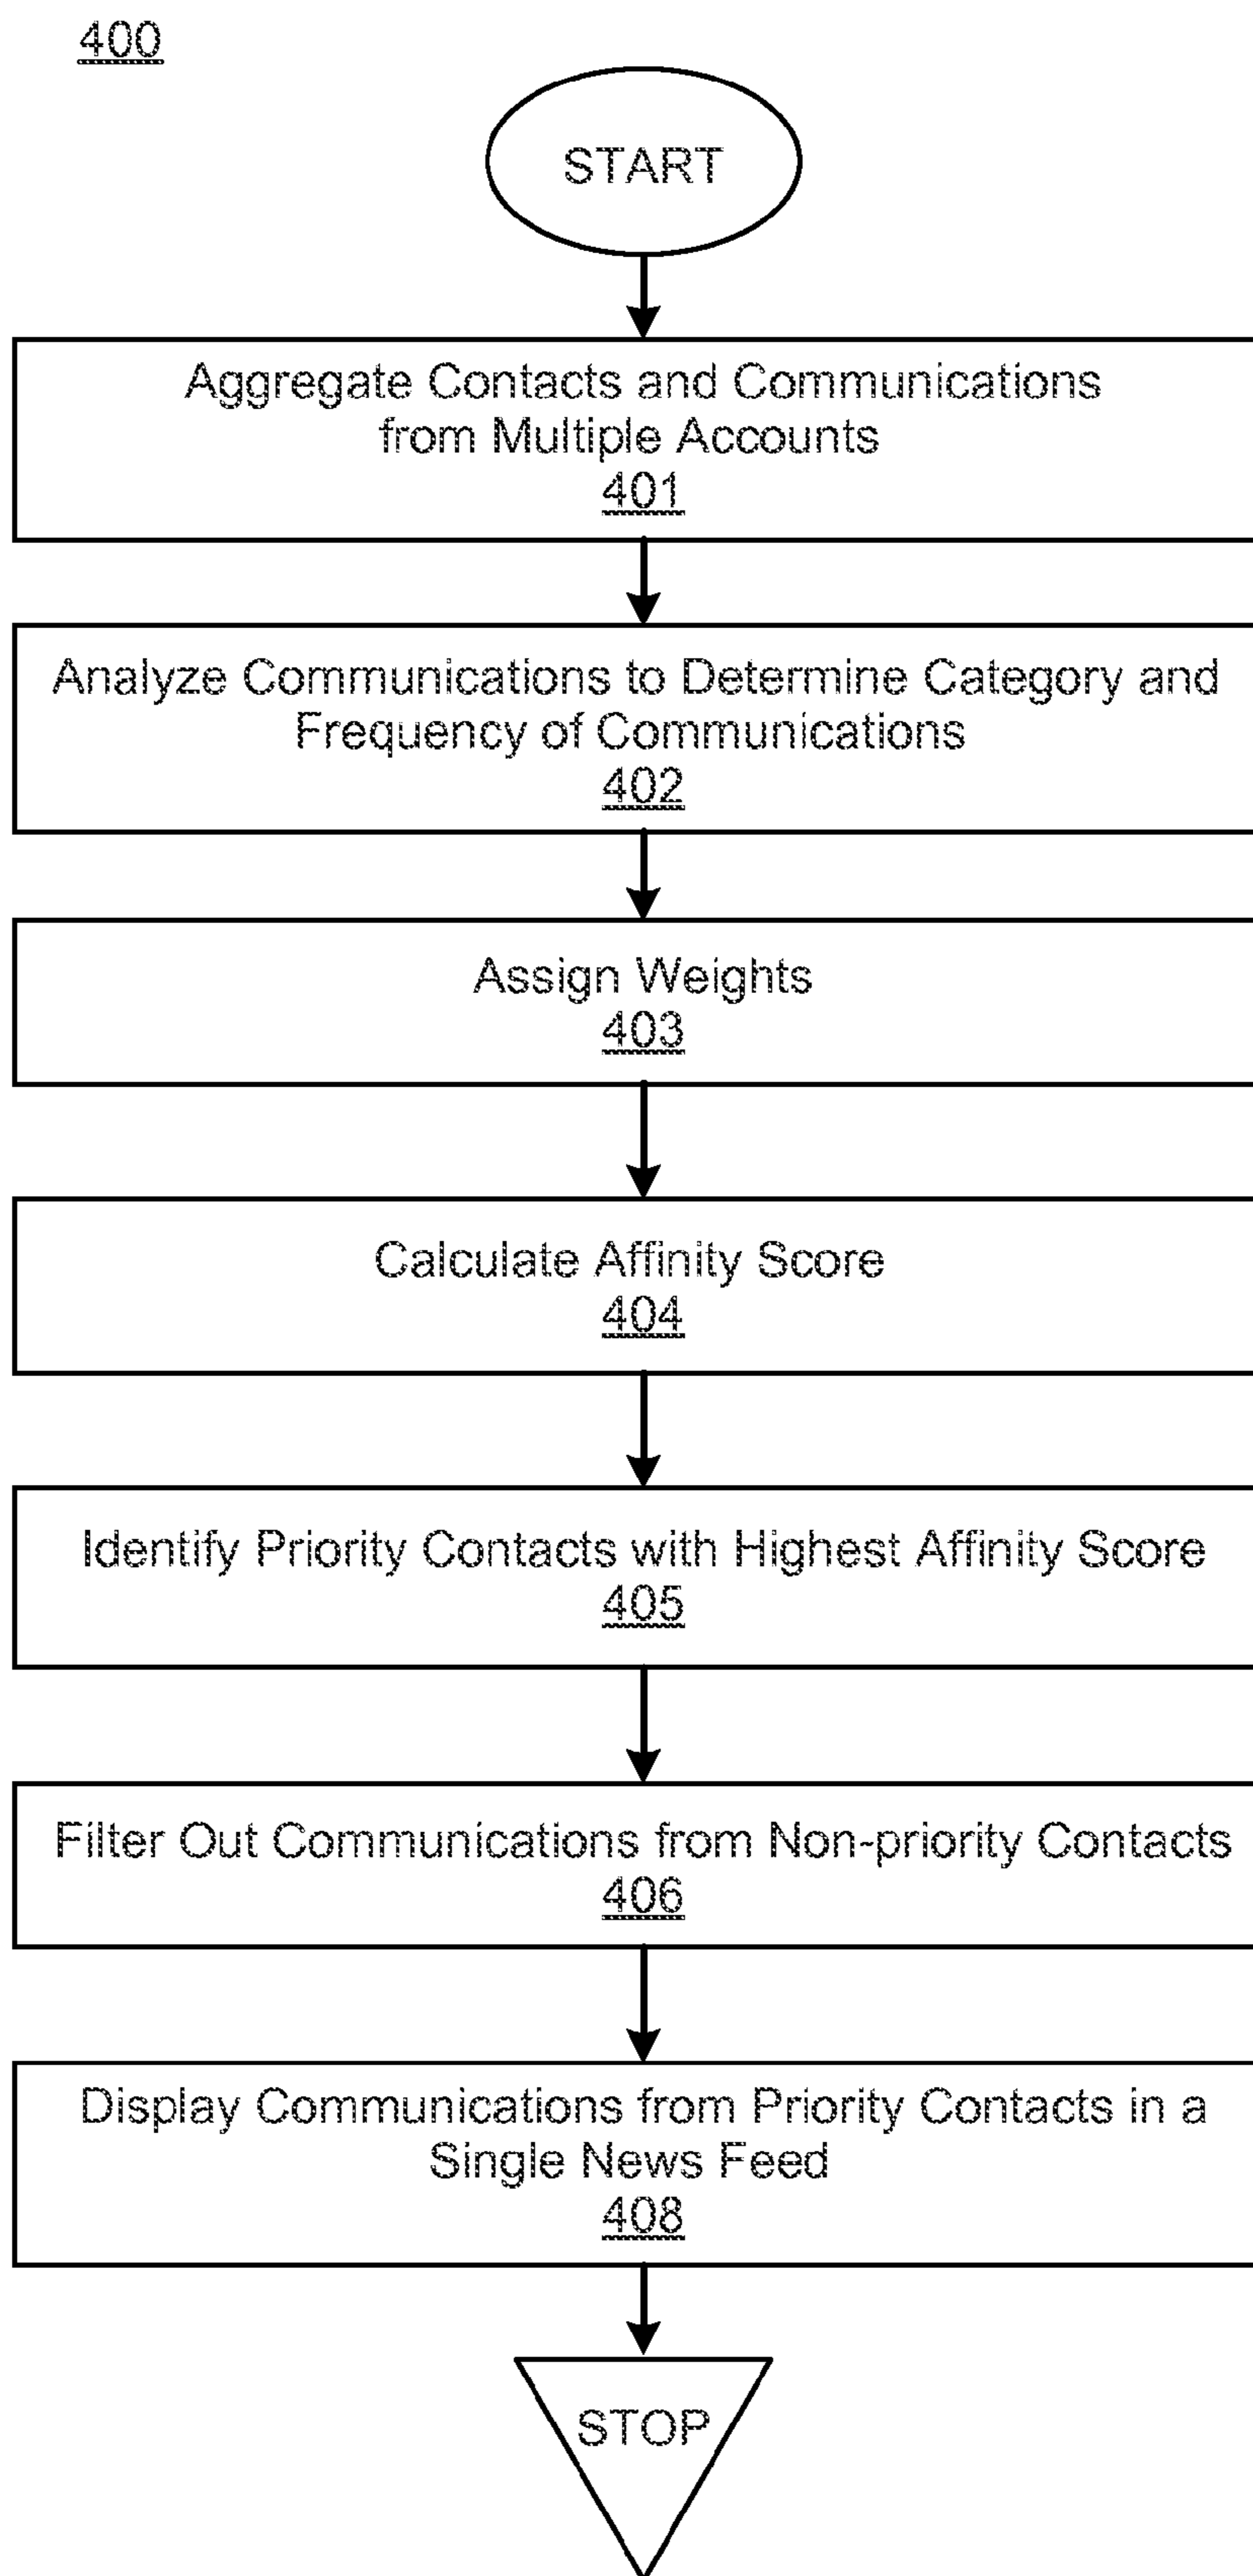 400
START
Aggregate Contacts and Communications
from Multiple Accounts
401
Analyze Communications to Determine Category and
Frequency of Communications
402
Assign Weights
403
Calculate Affinity Score
404
Identify Priority Contacts with Highest Affinity Score
405
Filter Out Communications from Non-priority Contacts
406
Display Communications from Priority Contacts in a
Single News Feed
408
STOP